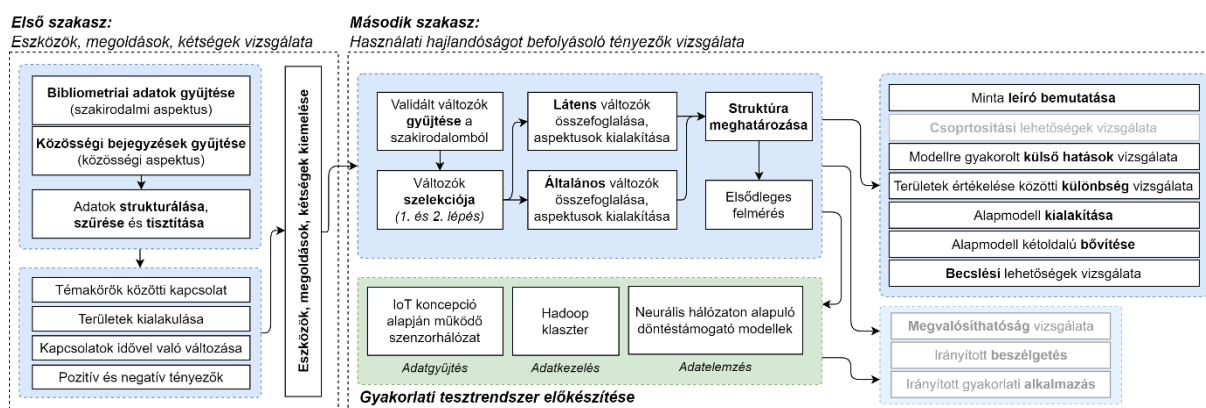 Első szakasz:
Eszközök, megoldások, kétségek vizsgálata
Bibliometriai adatok gyűjtése
(szakirodalmi aspektus)
Közösségi bejegyzések gyűjtése
(közösségi aspektus)
Adatok strukturálása,
szűrése és tisztítása
Témakörök közötti kapcsolat
Területek kialakulása
Kapcsolatok idővel való változása
Pozitív és negatív tényezők
Eszközök, megoldások, kétségek kiemelése
Második szakasz:
Használati hajlandóságot befolyásoló tényezők vizsgálata
Validált változók
gyűjtése a
szakirodalomból
Változók
szelekciója
(1. és 2. lépés)
Látens változók
összefoglalása,
aspektusok kialakítása
Általános változók
összefoglalása,
aspektusok kialakítása
Struktúra
meghatározása
Elsődleges
felmérés
IoT koncepció
alapján működő
szenzorhálózat
Adatgyűjtés
Hadoop
klaszter
Adatkezelés
Neurális hálózaton alapuló
döntéstámogató modellek
Adatelemzés
Gyakorlati tesztrendszer előkészítése
Minta leíró bemutatása
Csoprtosítási lehetőségek vizsgálata
Modellre gyakorolt külső hatások vizsgálata
Területek értékelése közötti különbség vizsgálata
Alapmodell kialakítása
Alapmodell kétoldalú bővítése
Becslési lehetőségek vizsgálata
Megvalósíthatóság vizsgálata
Irányított beszélgetés
Irányított gyakorlati alkalmazás